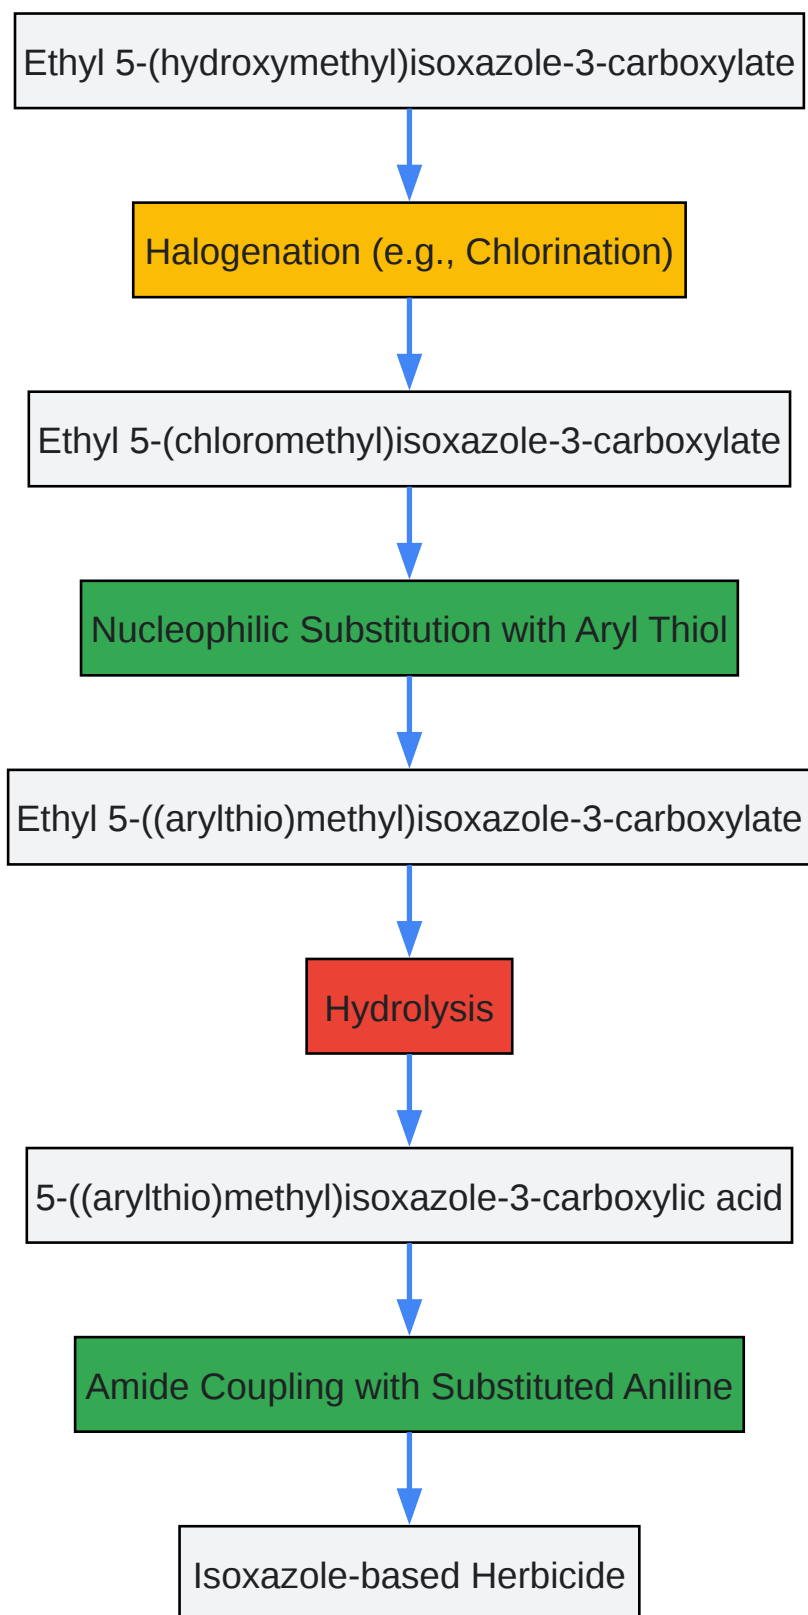 Ethyl 5-(hydroxymethyl)isoxazole-3-carboxylate
Halogenation (e.g., Chlorination)
Ethyl 5-(chloromethyl)isoxazole-3-carboxylate
Nucleophilic Substitution with Aryl Thiol
Ethyl 5-((arylthio)methyl)isoxazole-3-carboxylate
Hydrolysis
5-((arylthio)methyl)isoxazole-3-carboxylic acid
Amide Coupling with Substituted Aniline
Isoxazole-based Herbicide